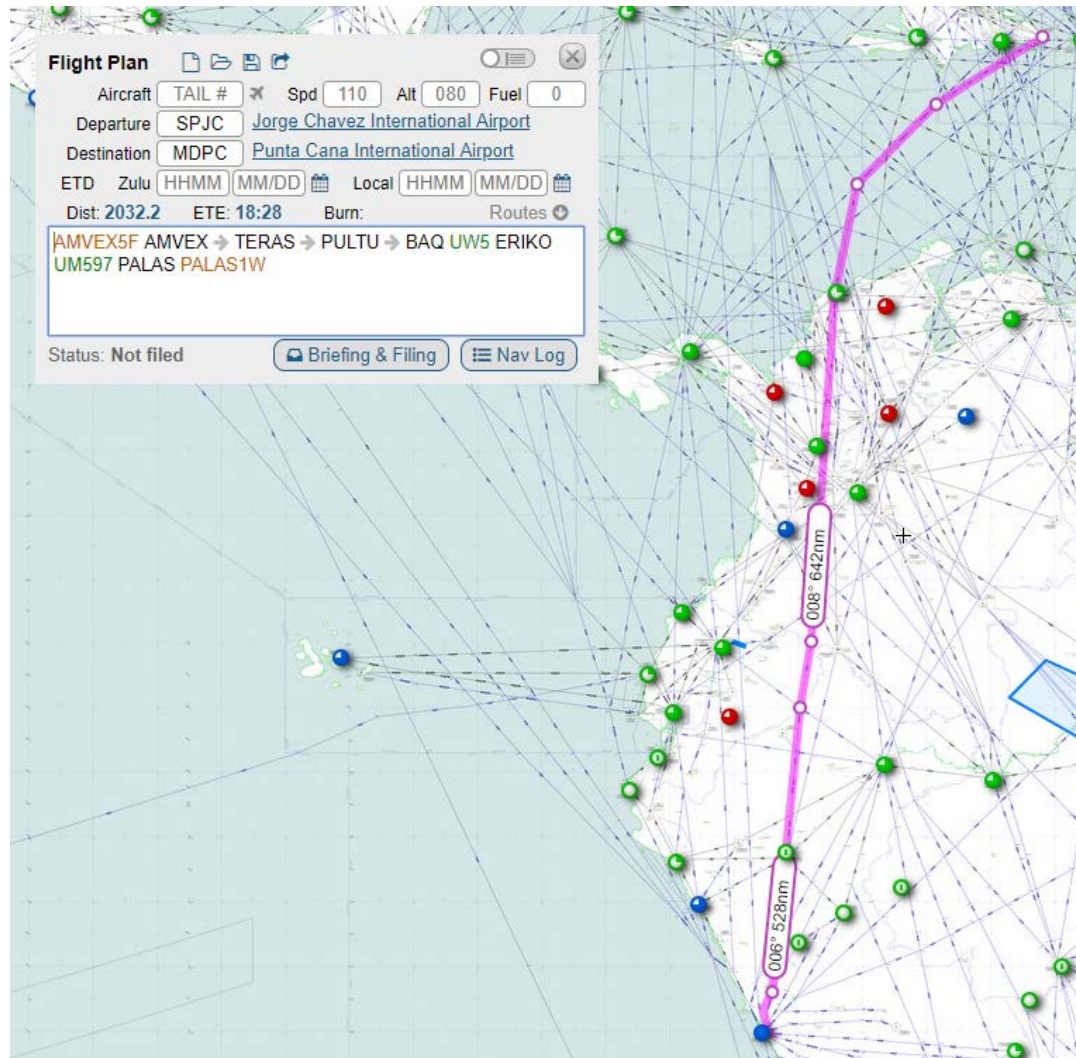 Flight Plan
Aircraft TAIL # Spd 110 Alt 080 Fuel 0
Departure SPJC Jorge Chavez International Airport
Destination MDPC Punta Cana International Airport
ETD Zulu HHMM MM/DD Local HHMM MM/DD
Dist: 2032.2 ETE: 18:28 Burn: Routes
AMVEX5F AMVEX → TERAS → PULTU → BAQ UW5 ERIKO
UM597 PALAS PALAS1W
Status: Not filed Briefing & Filing Nav Log
008° 642nm
006° 528nm